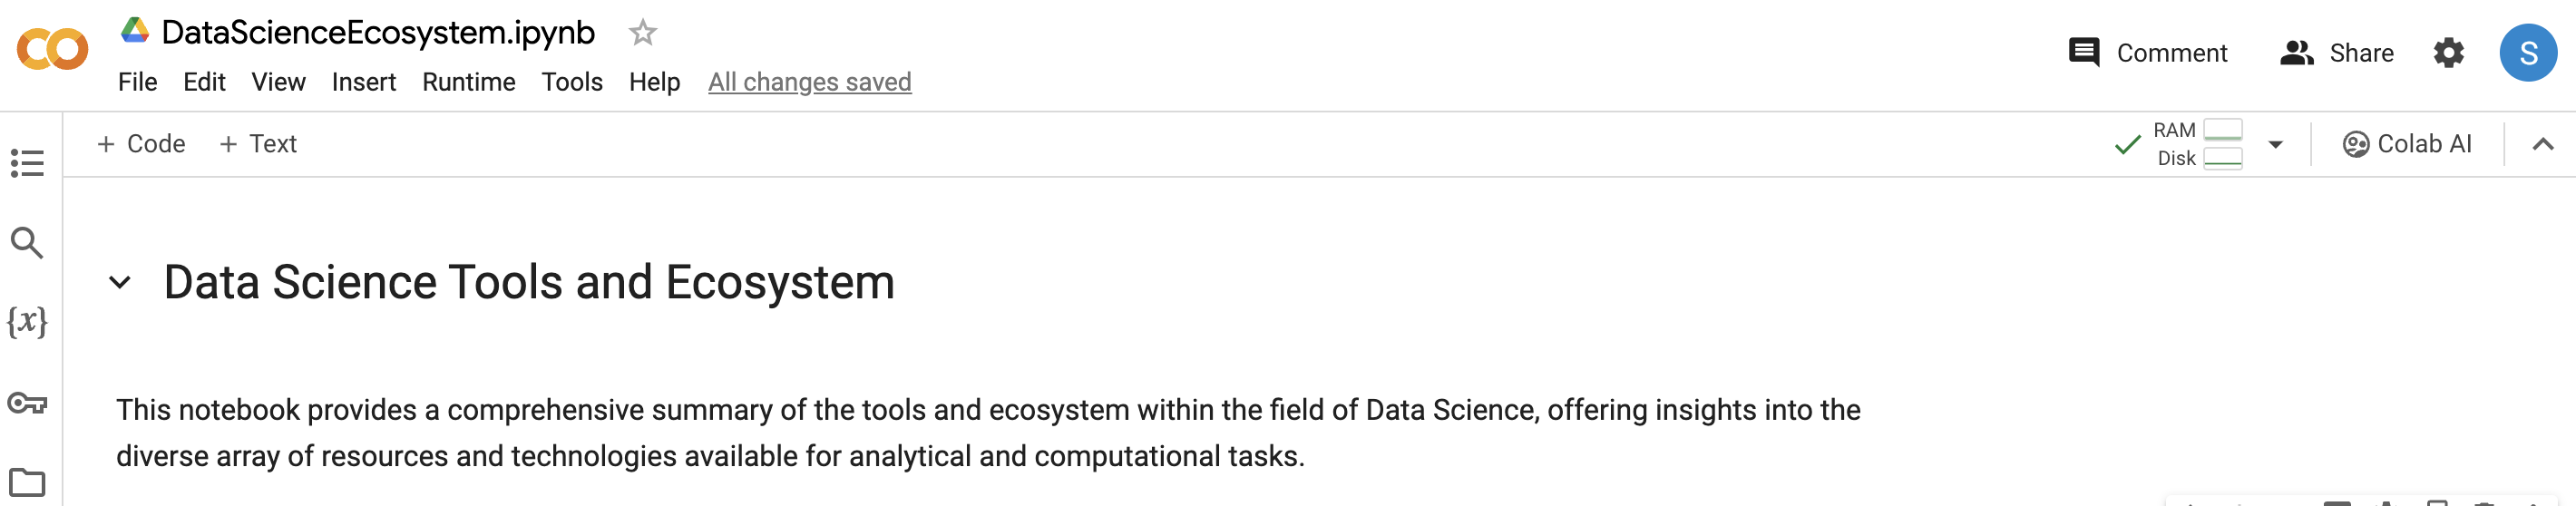 DataScienceEcosystem.ipynb
File Edit View Insert Runtime Tools Help All changes saved
Comment Share S
+ Code + Text
RAM
Disk
Colab AI
{x}
Data Science Tools and Ecosystem
This notebook provides a comprehensive summary of the tools and ecosystem within the field of Data Science, offering insights into the
diverse array of resources and technologies available for analytical and computational tasks.